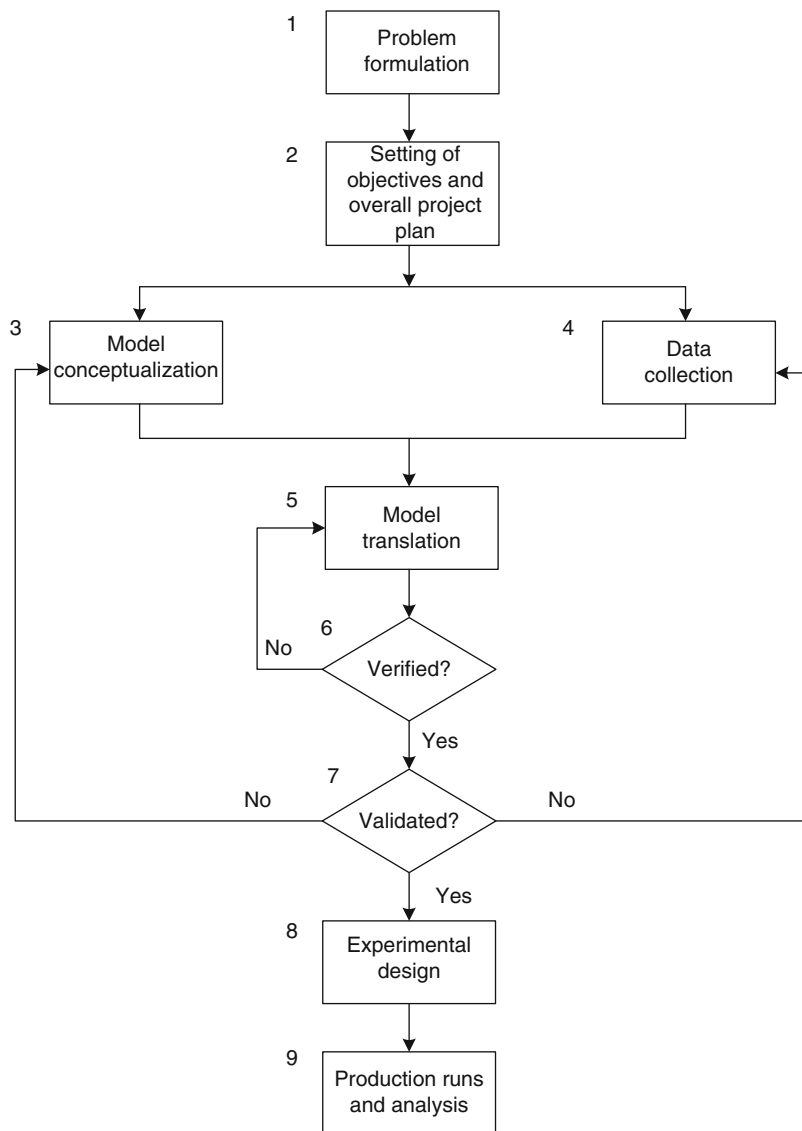 1
Problem
formulation
2
Setting of
objectives and
overall project
plan
3
Model
conceptualization
4
Data
collection
5
Model
translation
6
No
Verified?
Yes
7
No
Validated?
No
Yes
8
Experimental
design
9
Production runs
and analysis